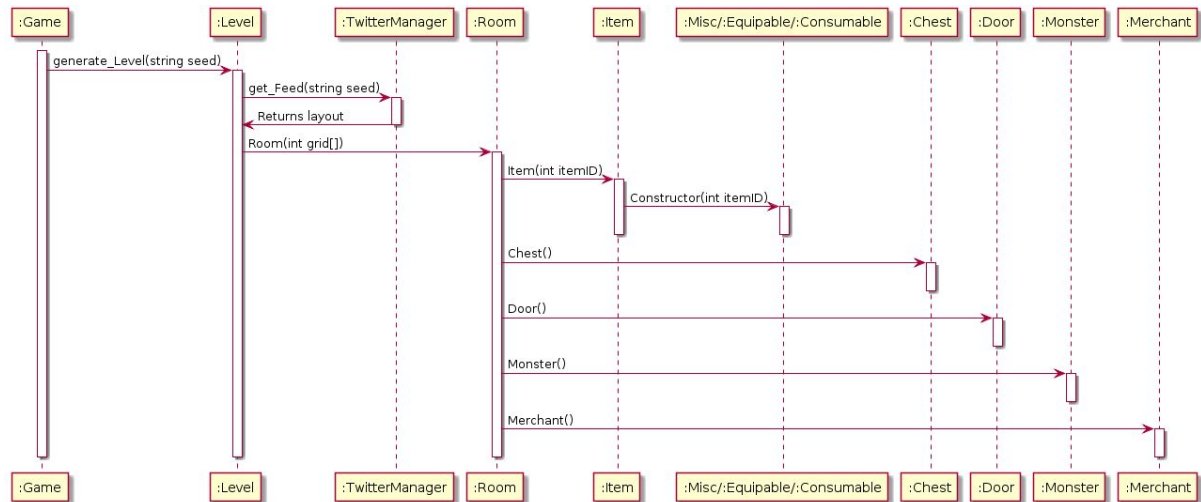 :Game
:Level
:TwitterManager
:Room
:Item
:Misc/:Equipable/:Consumable
:Chest
:Door
:Monster
:Merchant
generate_Level(string seed)
get_Feed(string seed)
Returns layout
Room(int grid[])
Item(int itemID)
Constructor(int itemID)
Chest()
Door()
Monster()
Merchant()
:Game
:Level
:TwitterManager
:Room
:Item
:Misc/:Equipable/:Consumable
:Chest
:Door
:Monster
:Merchant